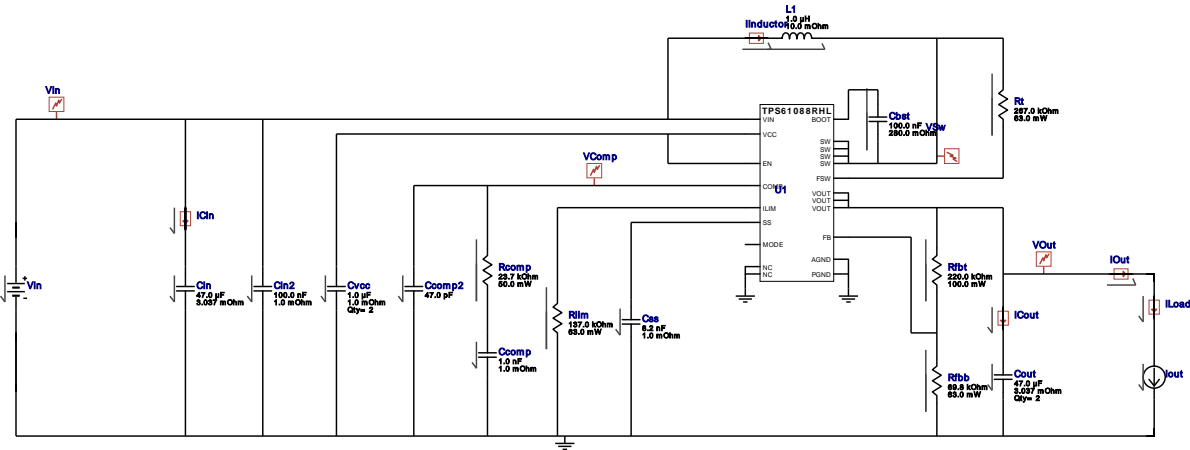 L1
1.0 µH
10.0 mOhm
IInductor
Vin
TPS61088RHL
VIN
VCC
EN
COMP
ILIM
SS
MODE
NC
NC
BOOT
SW
SW
SW
SW
FSW
VOUT
VOUT
VOUT
FB
AGND
PGND
U1
Cbst
100.0 nF
280.0 mOhm
VSw
Rt
267.0 kOhm
63.0 mW
VComp
ICin
Vin
Cin
47.0 µF
3.037 mOhm
Cin2
100.0 nF
1.0 mOhm
Cvcc
1.0 µF
1.0 mOhm
Qty= 2
Ccomp2
47.0 pF
Rcomp
23.7 kOhm
50.0 mW
Ccomp
1.0 nF
1.0 mOhm
Rilim
137.0 kOhm
63.0 mW
Css
8.2 nF
1.0 mOhm
Rfbt
220.0 kOhm
100.0 mW
Rfbb
69.8 kOhm
63.0 mW
VOut
IOut
ICout
ILoad
Cout
47.0 µF
3.037 mOhm
Qty= 2
Iout